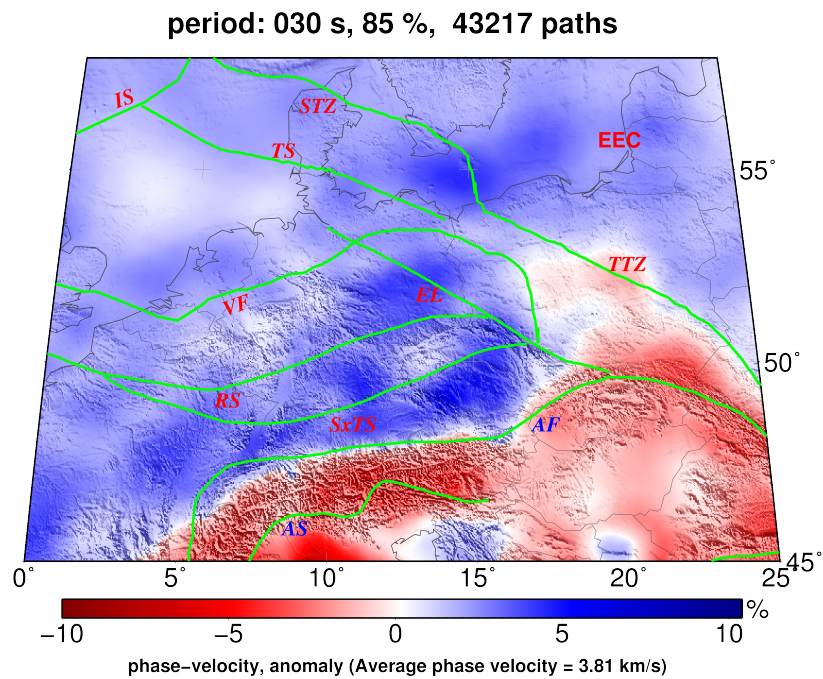 period: 030 s, 85 %, 43217 paths
IS
STZ
EEC
TS
55°
TTZ
VF
EL
50°
RS
SxTS
AF
AS
45°
0° 5° 10° 15° 20° 25°
%
−10 −5 0 5 10
phase−velocity, anomaly (Average phase velocity = 3.81 km/s)